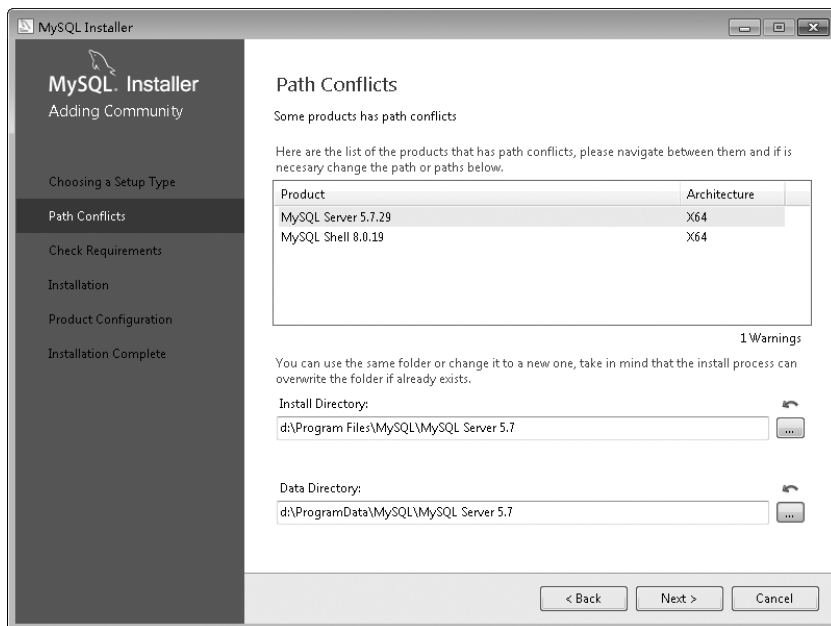 MySQL Installer
MySQL. Installer
Adding Community
Choosing a Setup Type
Path Conflicts
Check Requirements
Installation
Product Configuration
Installation Complete
Path Conflicts
Some products has path conflicts
Here are the list of the products that has path conflicts, please navigate between them and if is
necesary change the path or paths below.
Product Architecture
MySQL Server 5.7.29 X64
MySQL Shell 8.0.19 X64
1 Warnings
You can use the same folder or change it to a new one, take in mind that the install process can
overwrite the folder if already exists.
Install Directory:
d:\Program Files\MySQL\MySQL Server 5.7
...
Data Directory:
d:\ProgramData\MySQL\MySQL Server 5.7
...
< Back Next > Cancel